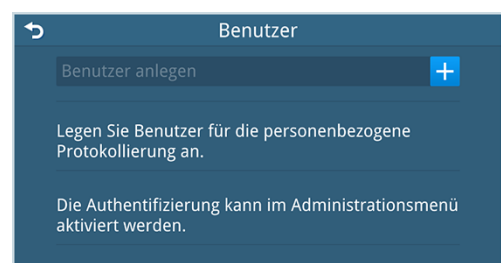 Benutzer
Benutzer anlegen
Legen Sie Benutzer für die personenbezogene
Protokollierung an.
Die Authentifizierung kann im Administrationsmenü
aktiviert werden.